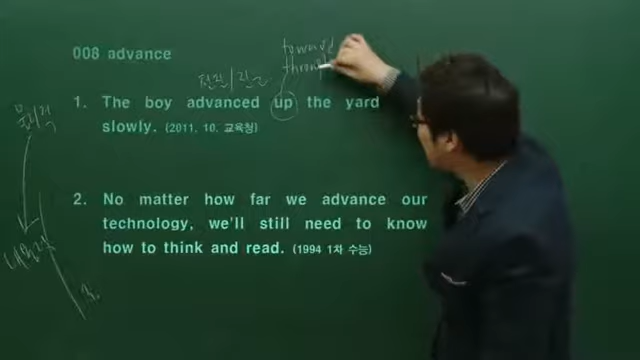 008 advance
toward
전진/진군
1. The boy advanced up the yard
slowly. (2011. 10. 교육청)
2. No matter how far we advance our
technology, we'll still need to know
how to think and read. (1994 1차 수능)